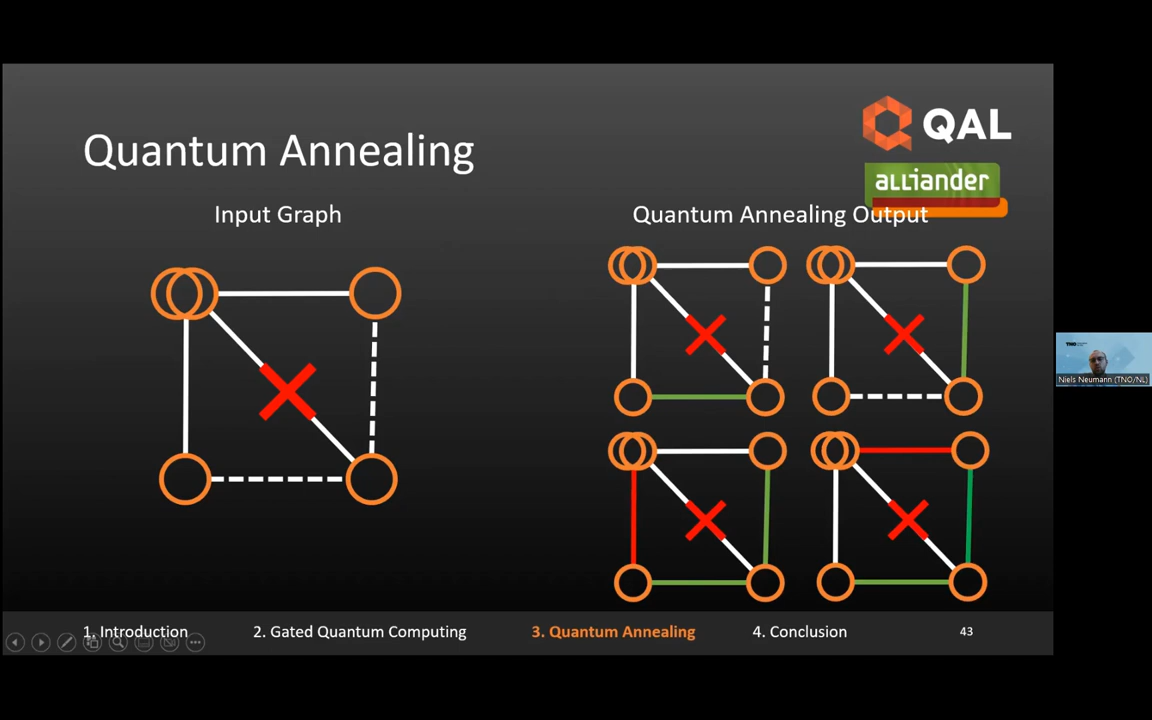 Quantum Annealing
QAL
alliander
Input Graph
Quantum Annealing Output
Niels Neumann (TNO/NL)
1. Introduction
2. Gated Quantum Computing
3. Quantum Annealing
4. Conclusion
43